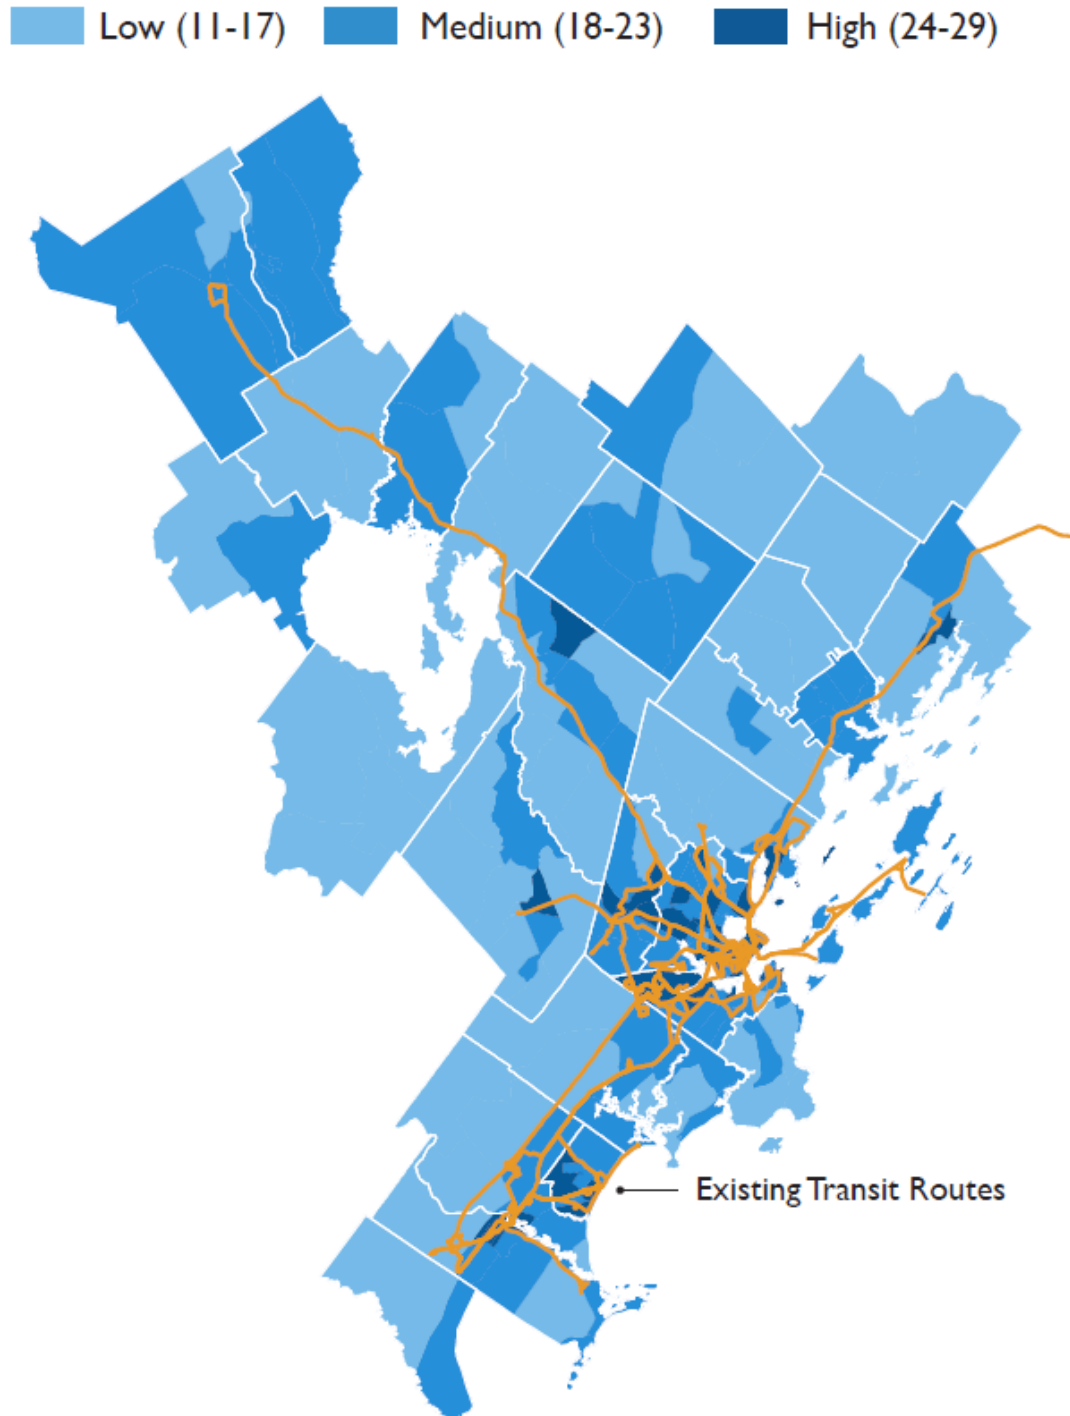 Low (11-17) Medium (18-23) High (24-29)
Existing Transit Routes